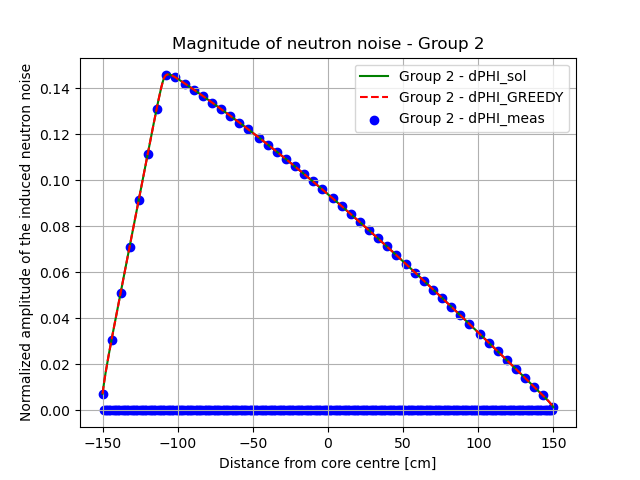 Magnitude of neutron noise - Group 2
Normalized amplitude of the induced neutron noise
0.14
0.12
0.10
0.08
0.06
0.04
0.02
0.00
Group 2 - dPHI_sol
Group 2 - dPHI_GREEDY
Group 2 - dPHI_meas
−150 −100 −50 0 50 100 150
Distance from core centre [cm]